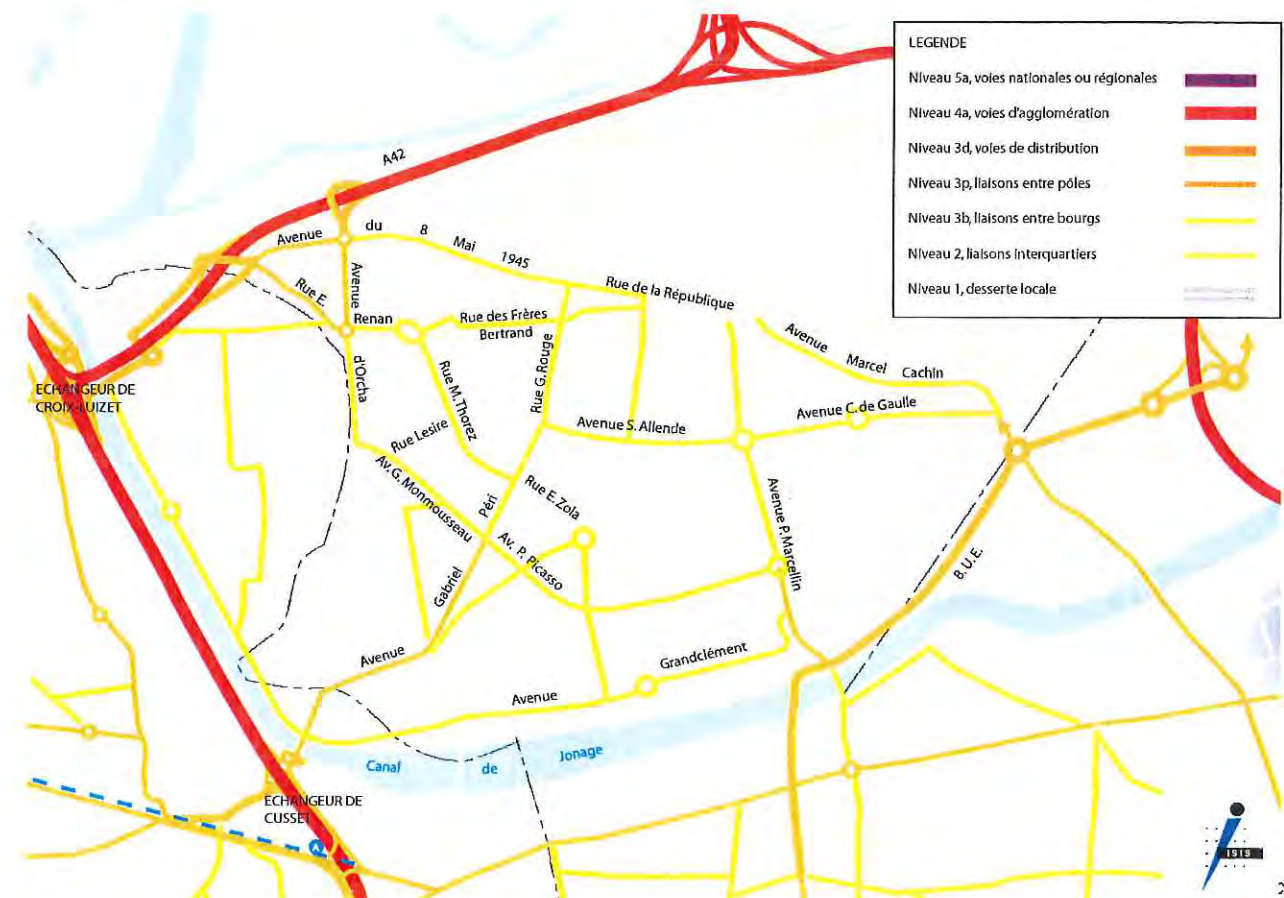 LEGENDE
Niveau 5a, voies nationales ou régionales
Niveau 4a, voies d'agglomération
Niveau 3d, voies de distribution
Niveau 3p, liaisons entre pôles
Niveau 3b, liaisons entre bourgs
Niveau 2, liaisons interquartiers
Niveau 1, desserte locale
A42
Avenue du 8 Mai 1945
Rue de la République
Avenue
d'Orcha
Rue E.
Renan
Rue des Frères
Bertrand
Avenue Marcel Cachin
ECHANGEUR DE
CROIX-LUIZET
Rue M. Thorez
Rue G. Rouge
Avenue C. de Gaulle
Avenue S. Allende
Rue Lesire
Av. G. Monmousseau
Rue E. Zola
Avenue P. Marcellin
Av. P. Picasso
Avenue Gabriel Péri
B.U.E.
Avenue Grandclément
Canal de Jonage
ECHANGEUR DE
CUSSET
A
ISIS
2